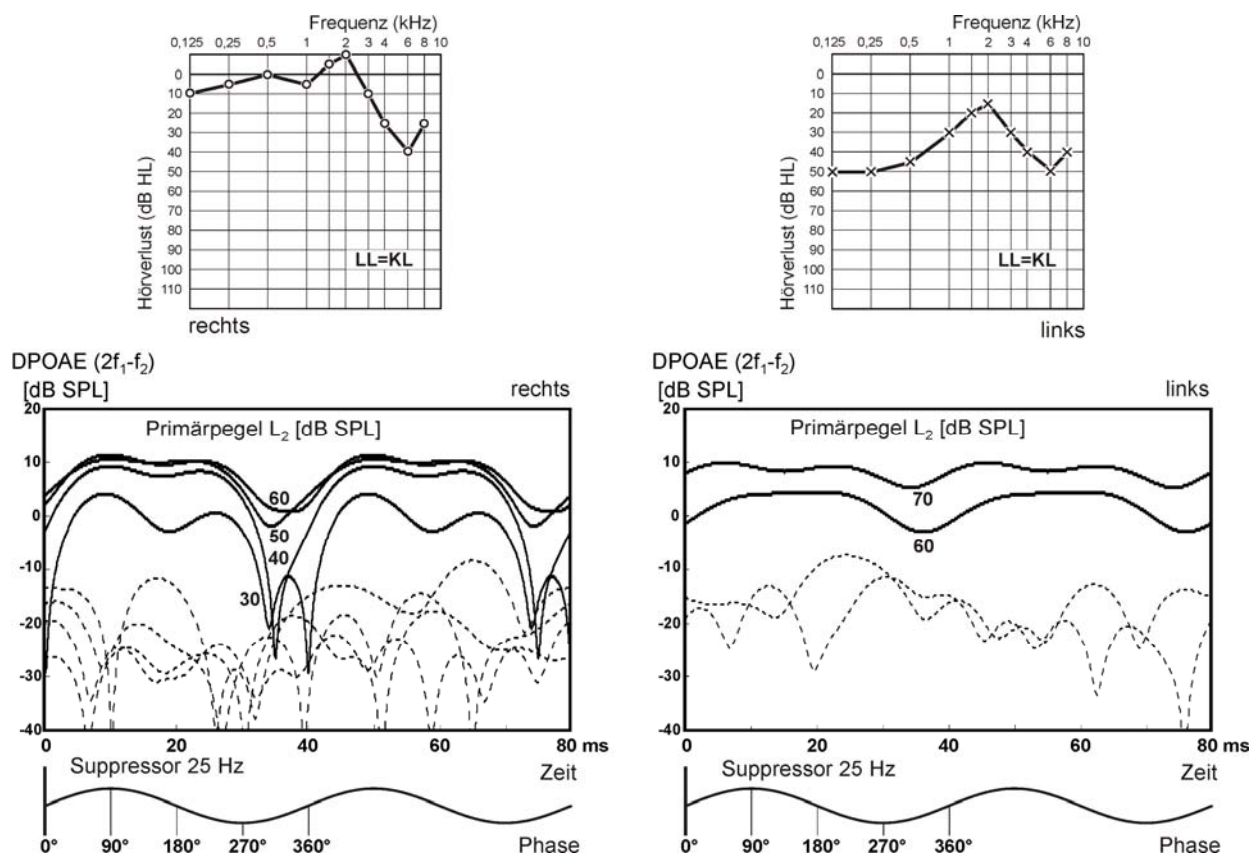 Frequenz (kHz)
0,125 0,25 0,5 1 2 3 4 6 8 10
0
10
20
30
40
50
60
70
80
90
100
110
Hörverlust (dB HL)
LL=KL
rechts
Frequenz (kHz)
0,125 0,25 0,5 1 2 3 4 6 8 10
0
10
20
30
40
50
60
70
80
90
100
110
Hörverlust (dB HL)
LL=KL
links
DPOAE (2f₁-f₂)
[dB SPL] rechts
Primärpegel L₂ [dB SPL]
20
10
0
-10
-20
-30
-40
60
50
40
30
0 20 40 60 80 ms
Suppressor 25 Hz Zeit
0° 90° 180° 270° 360° Phase
DPOAE (2f₁-f₂)
[dB SPL] links
Primärpegel L₂ [dB SPL]
20
10
0
-10
-20
-30
-40
70
60
0 20 40 60 80 ms
Suppressor 25 Hz Zeit
0° 90° 180° 270° 360° Phase